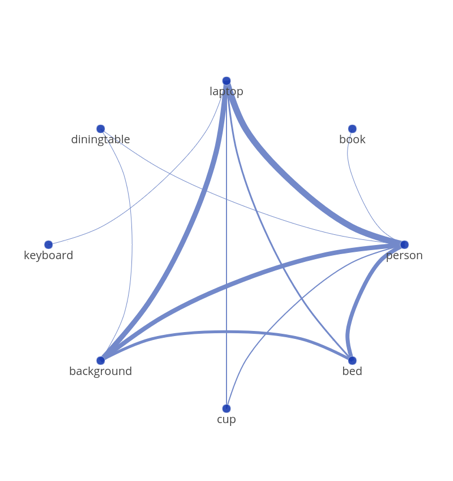 laptop
diningtable
book
keyboard
person
background
bed
cup